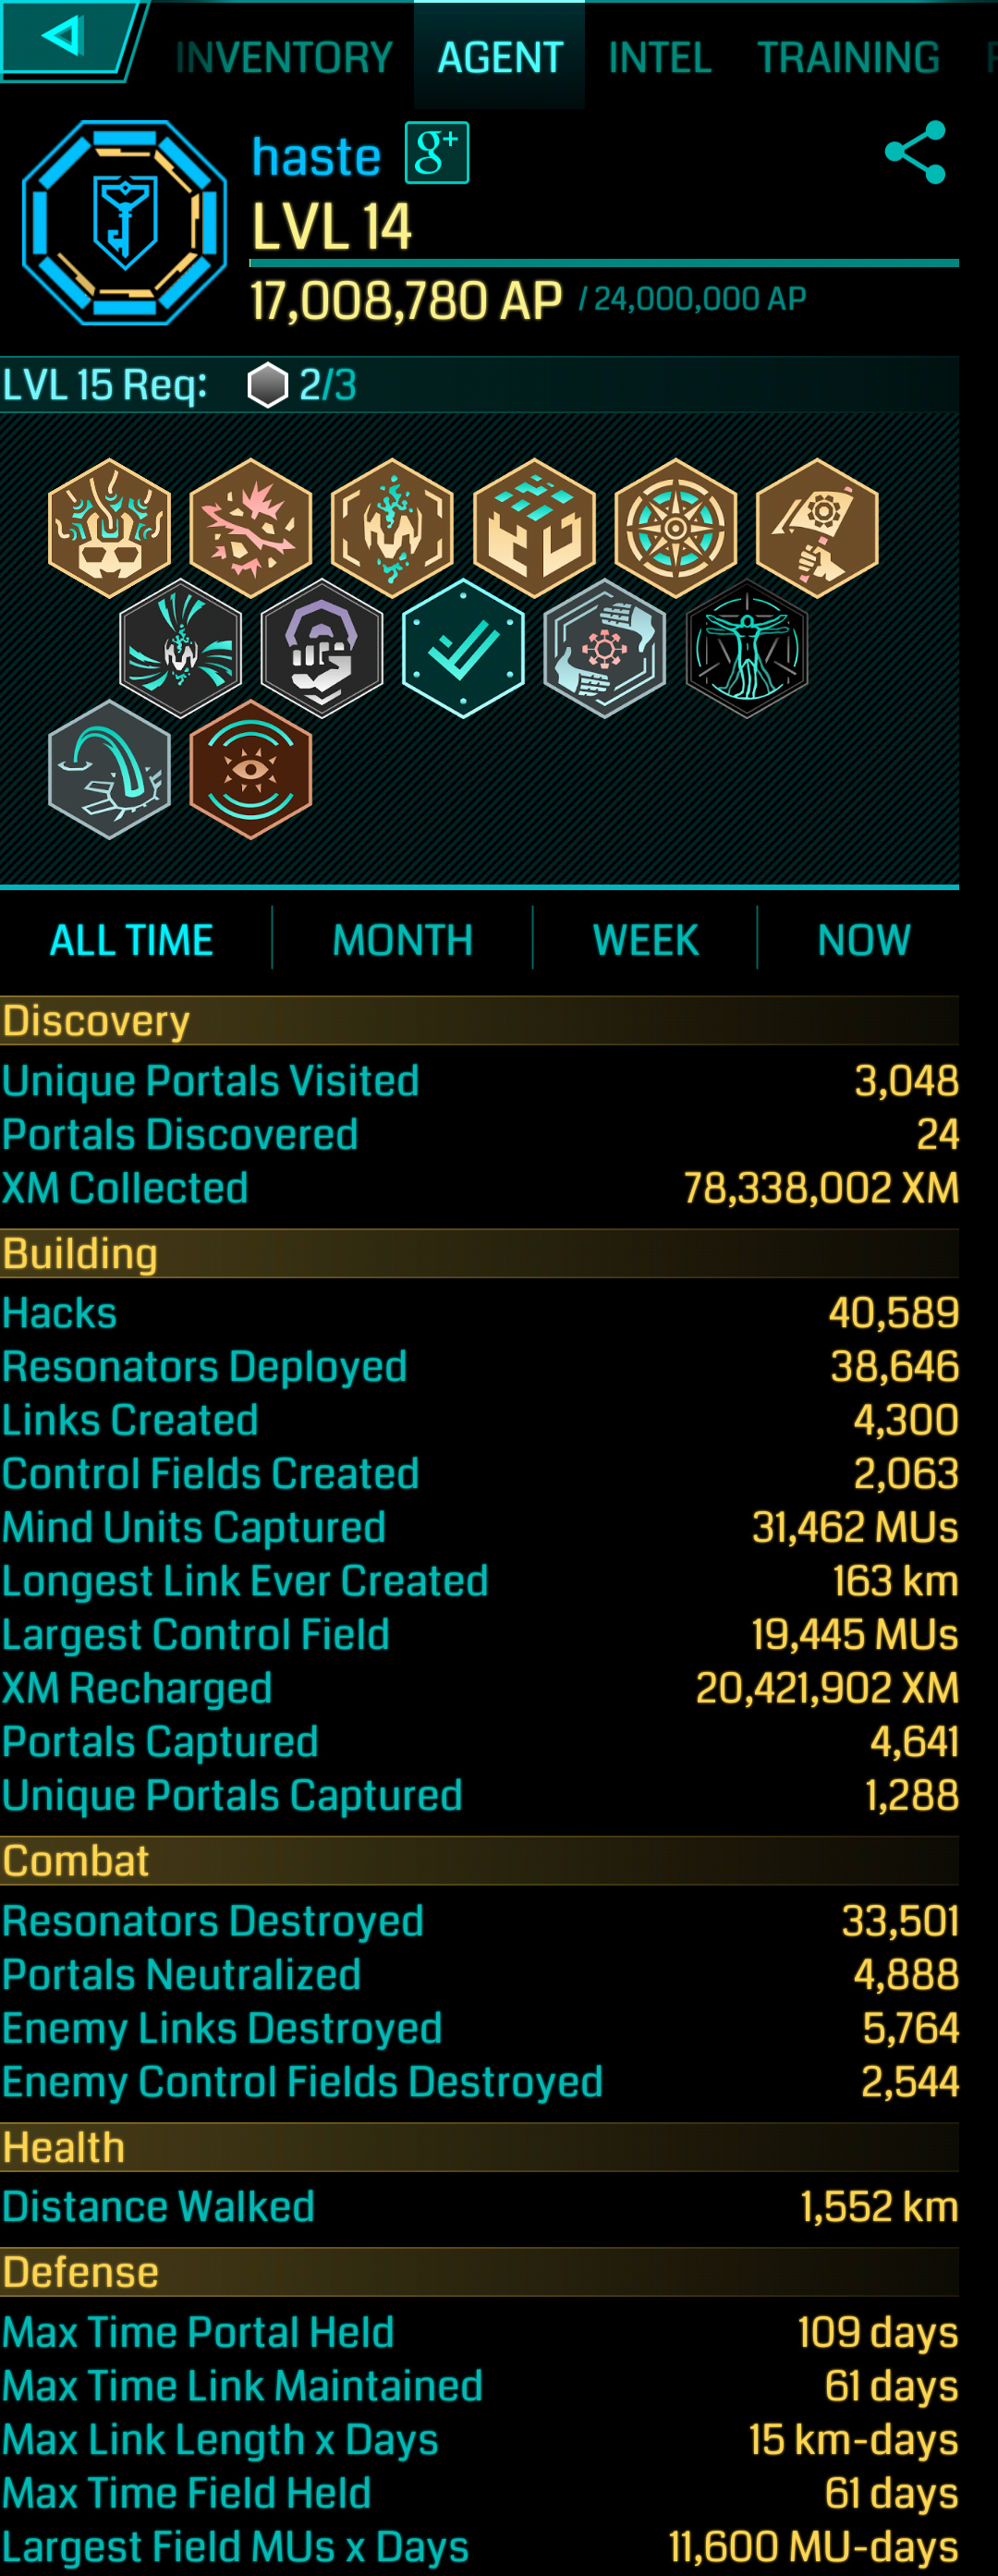 INVENTORY AGENT INTEL TRAINING
haste g+
LVL 14
17,008,780 AP / 24,000,000 AP
LVL 15 Req: 2/3
ALL TIME MONTH WEEK NOW
Discovery
Unique Portals Visited 3,048
Portals Discovered 24
XM Collected 78,338,002 XM
Building
Hacks 40,589
Resonators Deployed 38,646
Links Created 4,300
Control Fields Created 2,063
Mind Units Captured 31,462 MUs
Longest Link Ever Created 163 km
Largest Control Field 19,445 MUs
XM Recharged 20,421,902 XM
Portals Captured 4,641
Unique Portals Captured 1,288
Combat
Resonators Destroyed 33,501
Portals Neutralized 4,888
Enemy Links Destroyed 5,764
Enemy Control Fields Destroyed 2,544
Health
Distance Walked 1,552 km
Defense
Max Time Portal Held 109 days
Max Time Link Maintained 61 days
Max Link Length x Days 15 km-days
Max Time Field Held 61 days
Largest Field MUs x Days 11,600 MU-days